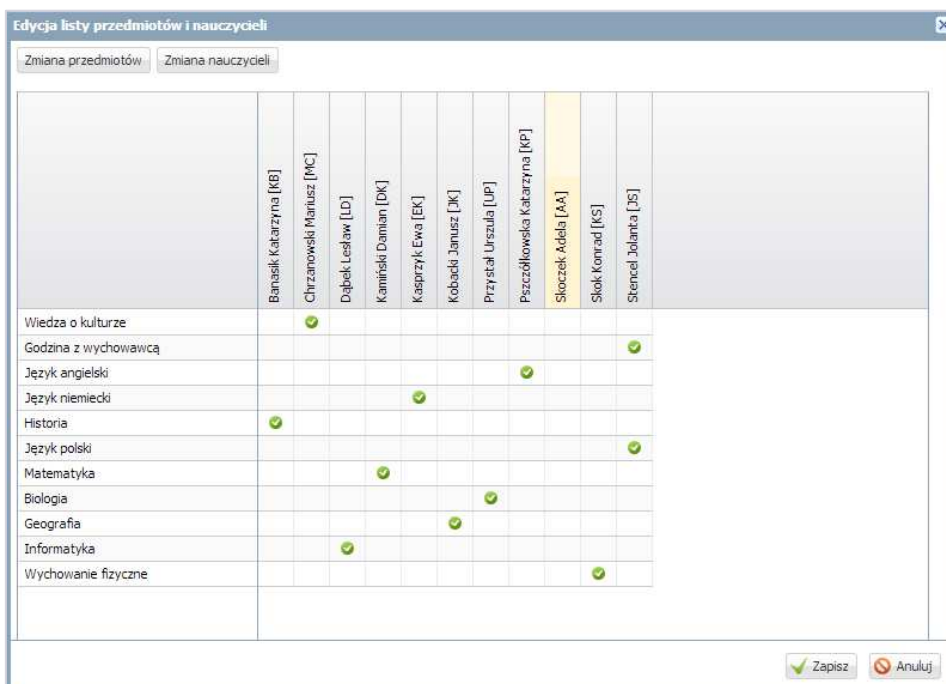 Edycja listy przedmiotów i nauczycieli
Zmiana przedmiotów Zmiana nauczycieli
Banasik Katarzyna [KB]
Chrzanowski Mariusz [MC]
Dąbek Lesław [LD]
Kamiński Damian [DK]
Kasprzyk Ewa [EK]
Kobacki Janusz [JK]
Przystał Urszula [UP]
Pszczółkowska Katarzyna [KP]
Skoczek Adela [AA]
Skok Konrad [KS]
Stencel Jolanta [JS]
Wiedza o kulturze
Godzina z wychowawcą
Język angielski
Język niemiecki
Historia
Język polski
Matematyka
Biologia
Geografia
Informatyka
Wychowanie fizyczne
Zapisz Anuluj